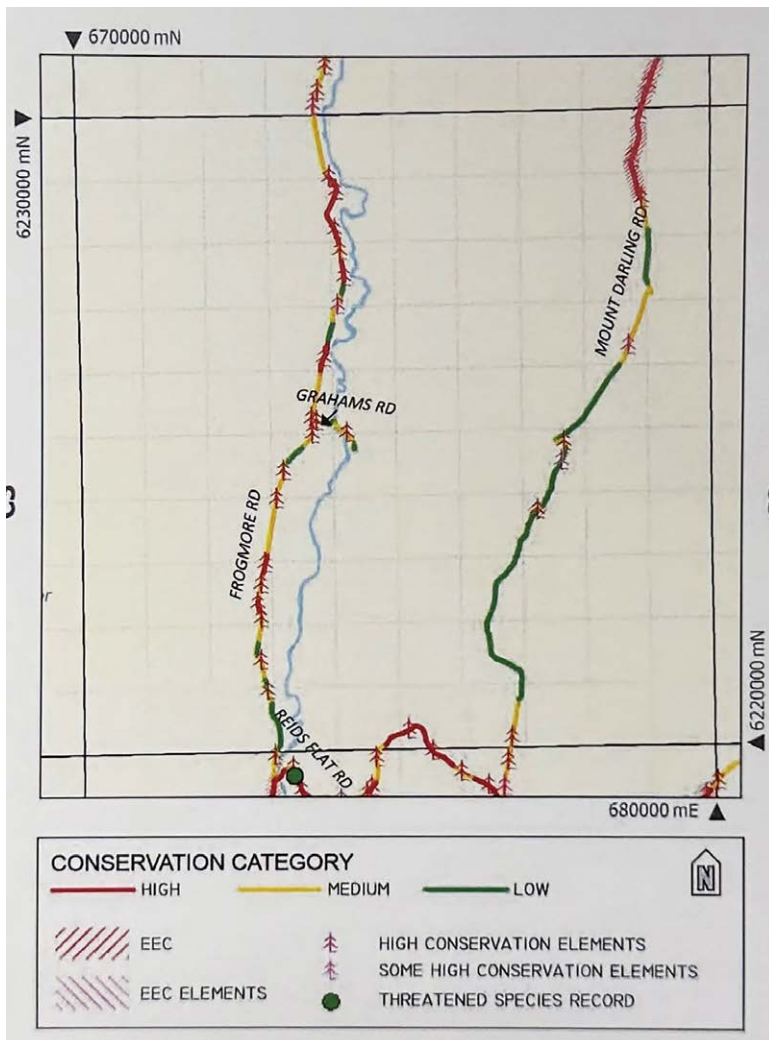 670000 mN
6230000 mN
MOUNT DARLING RD
GRAHAMS RD
FROGMORE RD
REIDS FLAT RD
6220000 mN
680000 mE
CONSERVATION CATEGORY
N
HIGH
MEDIUM
LOW
EEC
HIGH CONSERVATION ELEMENTS
SOME HIGH CONSERVATION ELEMENTS
EEC ELEMENTS
THREATENED SPECIES RECORD